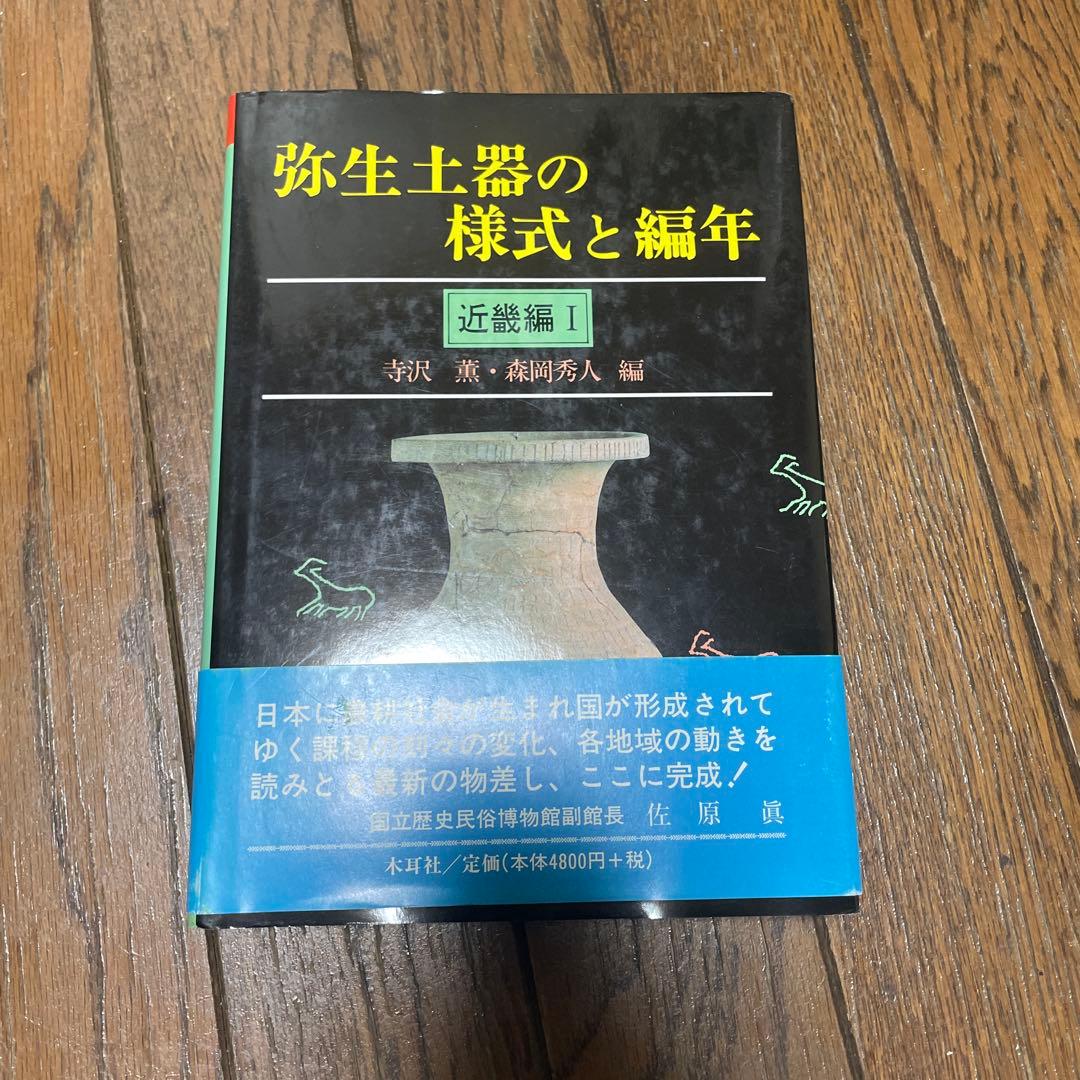 弥生土器の
様式と編年
近畿編Ⅰ
寺沢 薫・森岡秀人 編
日本に農耕社会が生まれ国が形成されて
ゆく課程の の変化、各地域の動きを
読みとる最新の物差し、ここに完成!
国立歴史民俗博物館副館長 佐原 眞
木耳社/定価(本体4800円+税)